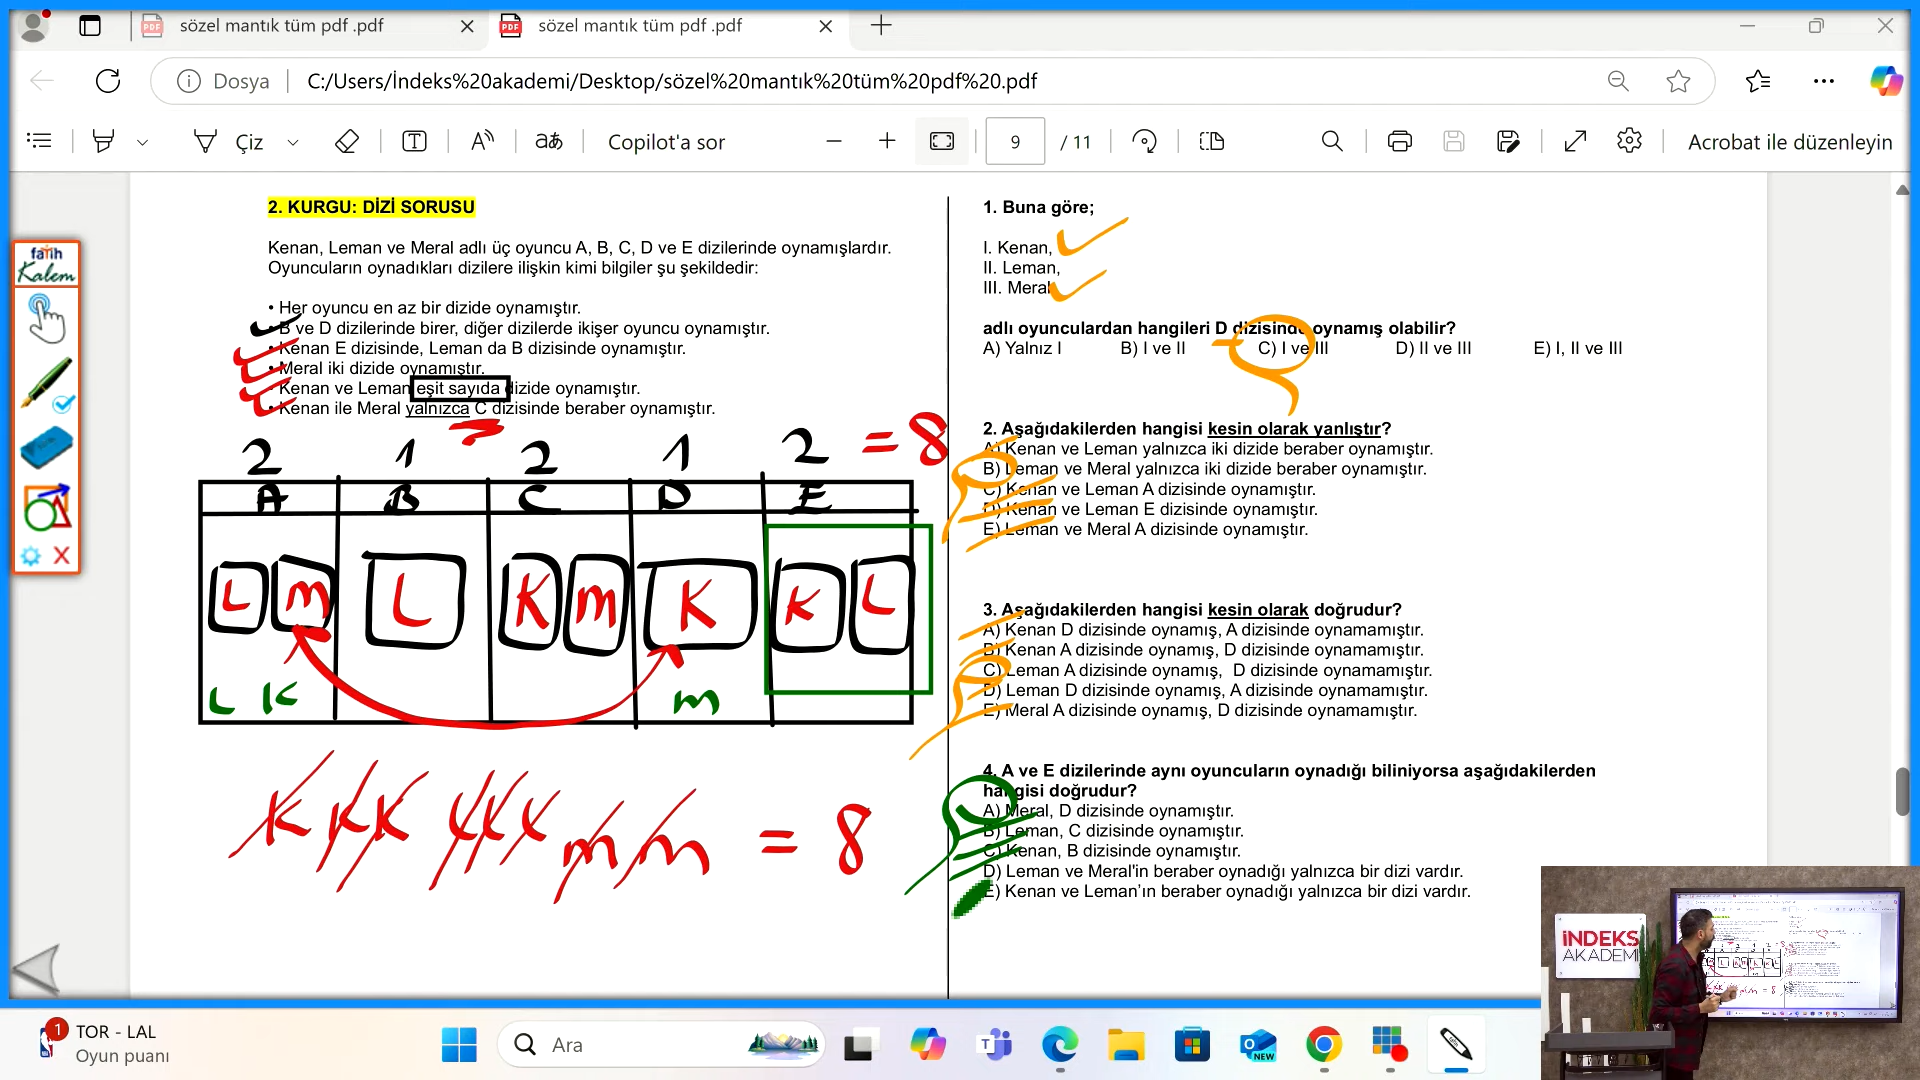 sözel mantık tüm pdf .pdf
sözel mantık tüm pdf .pdf
Dosya
C:/Users/İndeks%20akademi/Desktop/sözel%20mantık%20tüm%20pdf%20.pdf
Çiz
Copilot'a sor
9 / 11
Acrobat ile düzenleyin
fatih
Kalem
2. KURGU: DİZİ SORUSU
Kenan, Leman ve Meral adlı üç oyuncu A, B, C, D ve E dizilerinde oynamışlardır.
Oyuncuların oynadıkları dizilere ilişkin kimi bilgiler şu şekildedir:
• Her oyuncu en az bir dizide oynamıştır.
• B ve D dizilerinde birer, diğer dizilerde ikişer oyuncu oynamıştır.
• Kenan E dizisinde, Leman da B dizisinde oynamıştır.
• Meral iki dizide oynamıştır.
• Kenan ve Leman eşit sayıda dizide oynamıştır.
• Kenan ile Meral yalnızca C dizisinde beraber oynamıştır.
2 1 2 1 2 = 8
A B C D E
L m L K m K K L
L K m
K K K L L L m m = 8
1. Buna göre;
I. Kenan,
II. Leman,
III. Meral
adlı oyunculardan hangileri D dizisinde oynamış olabilir?
A) Yalnız I B) I ve II C) I ve III D) II ve III E) I, II ve III
2. Aşağıdakilerden hangisi kesin olarak yanlıştır?
A) Kenan ve Leman yalnızca iki dizide beraber oynamıştır.
B) Leman ve Meral yalnızca iki dizide beraber oynamıştır.
C) Kenan ve Leman A dizisinde oynamıştır.
D) Kenan ve Leman E dizisinde oynamıştır.
E) Leman ve Meral A dizisinde oynamıştır.
3. Aşağıdakilerden hangisi kesin olarak doğrudur?
A) Kenan D dizisinde oynamış, A dizisinde oynamamıştır.
B) Kenan A dizisinde oynamış, D dizisinde oynamamıştır.
C) Leman A dizisinde oynamış, D dizisinde oynamamıştır.
D) Leman D dizisinde oynamış, A dizisinde oynamamıştır.
E) Meral A dizisinde oynamış, D dizisinde oynamamıştır.
4. A ve E dizilerinde aynı oyuncuların oynadığı biliniyorsa aşağıdakilerden
hangisi doğrudur?
A) Meral, D dizisinde oynamıştır.
B) Leman, C dizisinde oynamıştır.
C) Kenan, B dizisinde oynamıştır.
D) Leman ve Meral'in beraber oynadığı yalnızca bir dizi vardır.
E) Kenan ve Leman'ın beraber oynadığı yalnızca bir dizi vardır.
İNDEKS
AKADEMİ
1
TOR - LAL
Oyun puanı
Ara
NEW